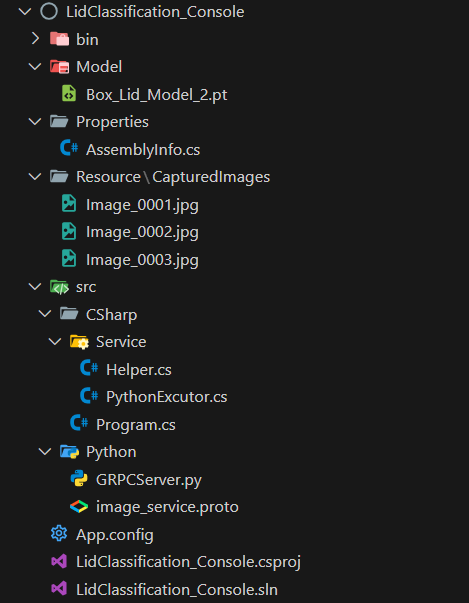 LidClassification_Console
bin
Model
Box_Lid_Model_2.pt
Properties
AssemblyInfo.cs
Resource\CapturedImages
Image_0001.jpg
Image_0002.jpg
Image_0003.jpg
src
CSharp
Service
Helper.cs
PythonExcutor.cs
Program.cs
Python
GRPCServer.py
image_service.proto
App.config
LidClassification_Console.csproj
LidClassification_Console.sln